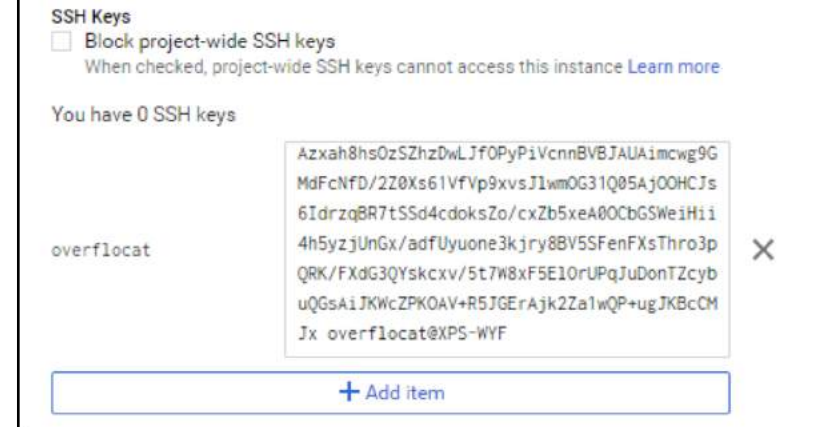 SSH Keys
Block project-wide SSH keys
When checked, project-wide SSH keys cannot access this instance Learn more
You have 0 SSH keys
Azxah8hsOzSZhzDwLJfOPyPiVcnnBVBJAUAimcwg9G
MdFcNfD/2Z0Xs61VfVp9xvsJlwmOG31Q05AjOOHCJs
6IdrzqBR7tSSd4cdoksZo/cxZb5xeA0OCbGSWeiHii
4h5yzjUnGx/adfUyuone3kjry8BV5SFenFXsThro3p
overflocat
QRK/FXdG3QYskcxv/5t7W8xF5ElOrUPqJuDonTZcyb
uQGsAiJKWcZPKOAV+R5JGErAjk2Za1wQP+ugJKBcCM
Jx overflocat@XPS-WYF
+ Add item